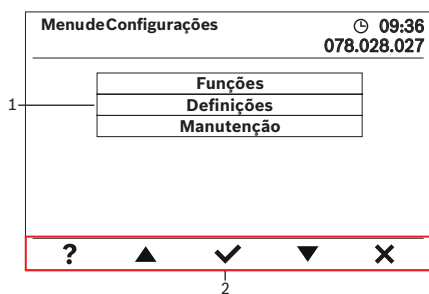 MenudeConfigurações 09:36
078.028.027
Funções
1 Definições
Manutenção
?
2